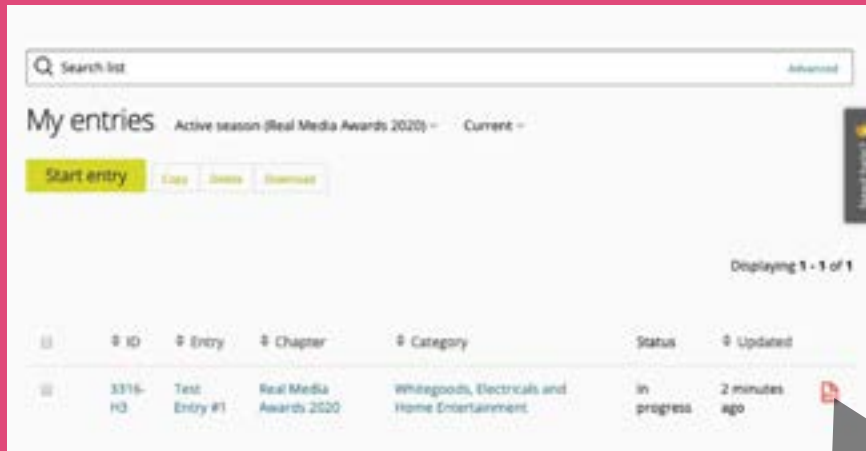 Search list Advanced
My entries Active season (Real Media Awards 2020) Current
Start entry Copy Delete Download
Displaying 1 - 1 of 1
ID Entry Chapter Category Status Updated
3316- Test Real Media Whitegoods, Electricals and In 2 minutes
H3 Entry #1 Awards 2020 Home Entertainment progress ago